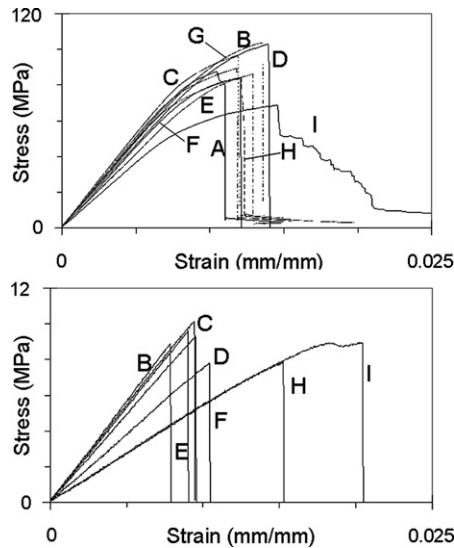 120
G
B
D
C
E
F
A
H
I
Stress (MPa)
0
0
Strain (mm/mm)
0.025
12
C
B
D
E
F
H
I
Stress (MPa)
0
0
Strain (mm/mm)
0.025